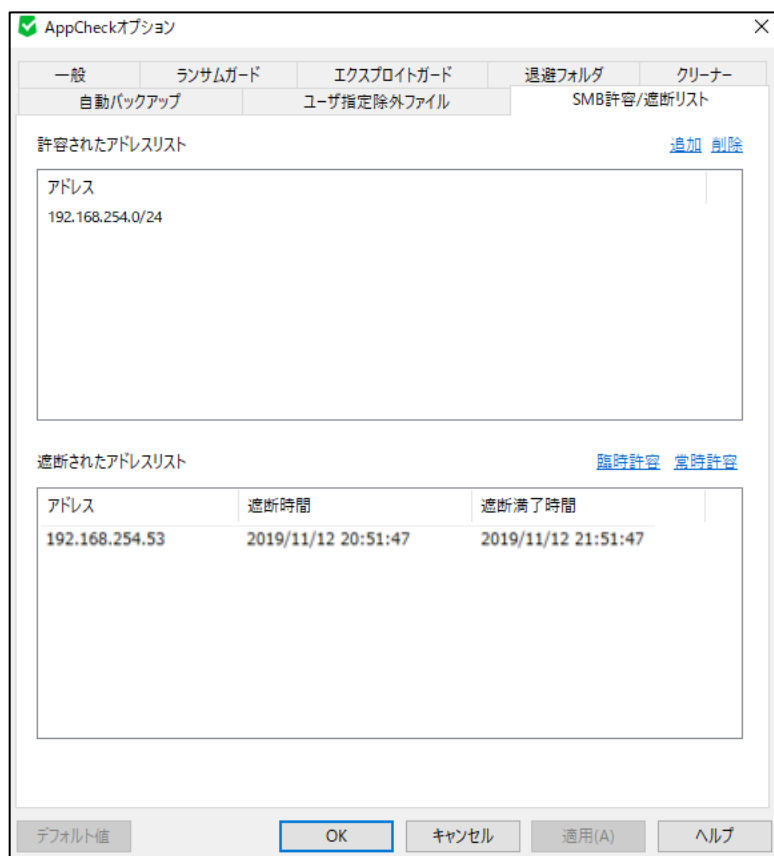 AppCheckオプション
一般 ランサムガード エクスプロイトガード 退避フォルダ クリーナー
自動バックアップ ユーザ指定除外ファイル SMB許容/遮断リスト
許容されたアドレスリスト 追加 削除
アドレス
192.168.254.0/24
遮断されたアドレスリスト 臨時許容 常時許容
アドレス 遮断時間 遮断満了時間
192.168.254.53 2019/11/12 20:51:47 2019/11/12 21:51:47
デフォルト値 OK キャンセル 適用(A) ヘルプ